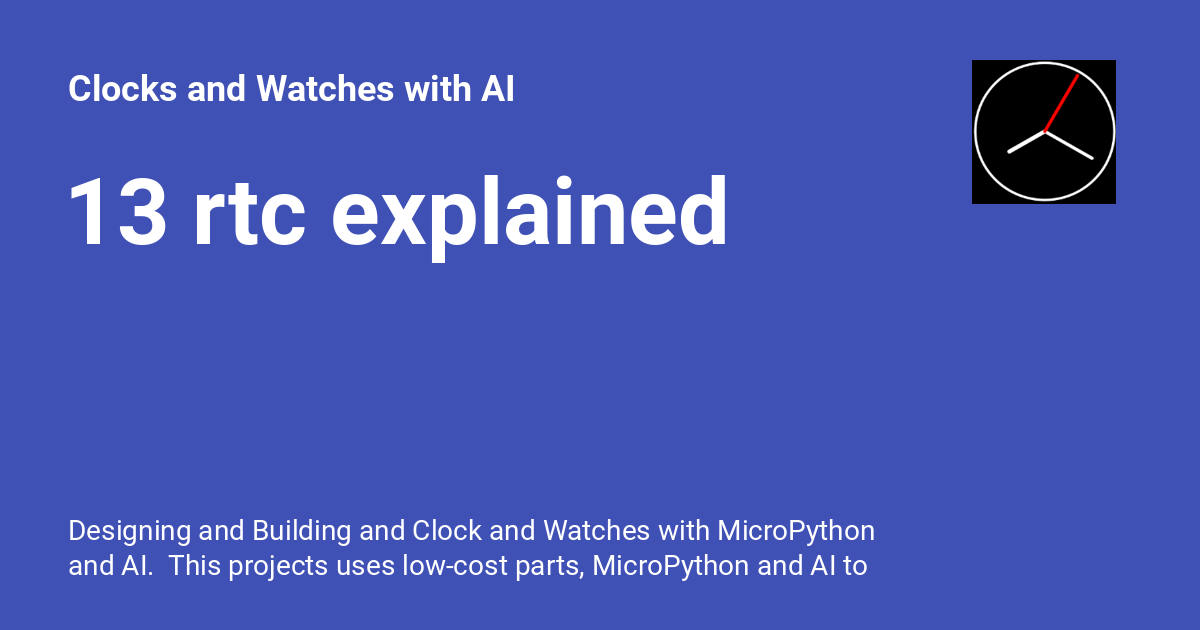 Clocks and Watches with AI
13 rtc explained
Designing and Building and Clock and Watches with MicroPython
and AI.  This projects uses low-cost parts, MicroPython and AI to